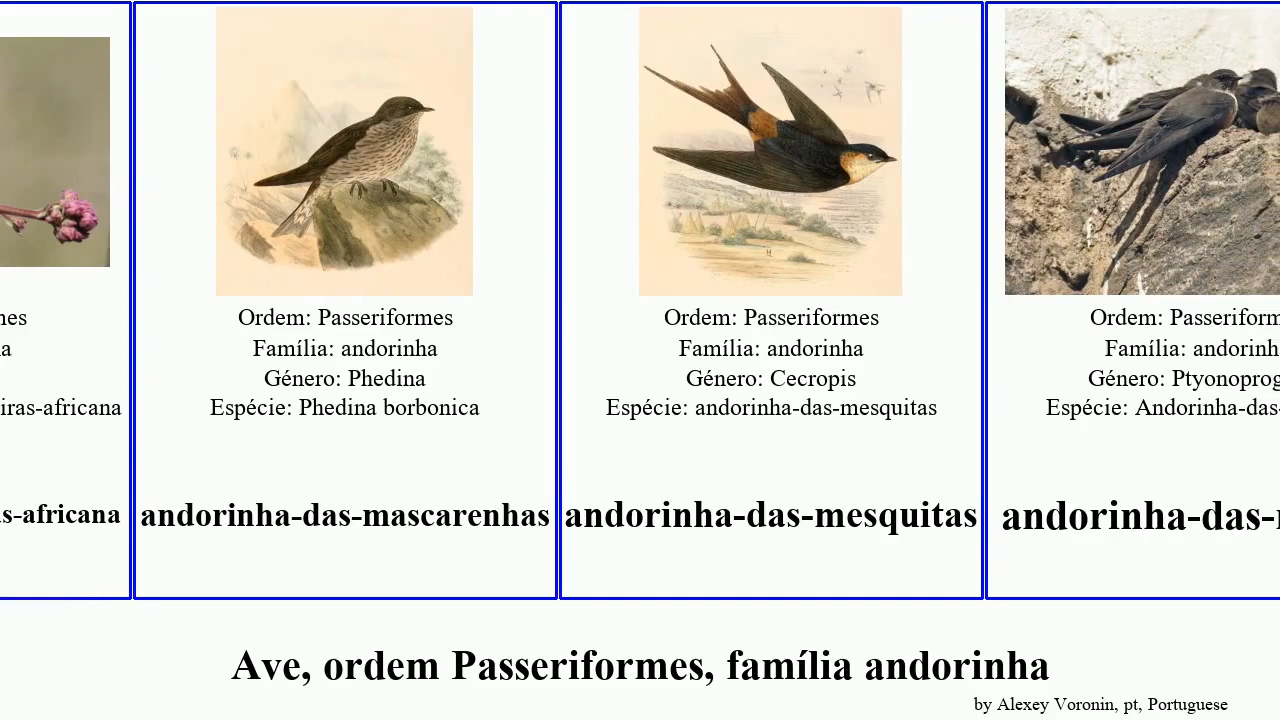 nes
a
iras-africana
s-africana
Ordem: Passeriformes
Família: andorinha
Género: Phedina
Espécie: Phedina borbonica
andorinha-das-mascarenhas
Ordem: Passeriformes
Família: andorinha
Género: Cecropis
Espécie: andorinha-das-mesquitas
andorinha-das-mesquitas
Ordem: Passeriform
Família: andorinh
Género: Ptyonoprog
Espécie: Andorinha-das-
andorinha-das-
Ave, ordem Passeriformes, família andorinha
by Alexey Voronin, pt, Portuguese